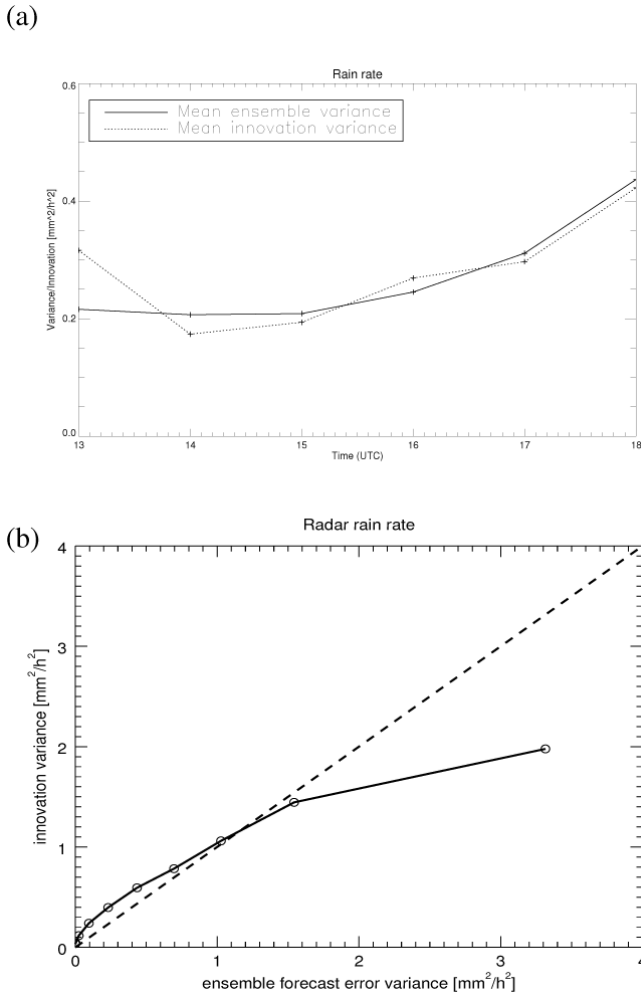 (a)
Rain rate
0.6
Mean ensemble variance
Mean innovation variance
0.4
0.2
0.0
Variance/Innovation [mm^2/h^2]
13 14 15 16 17 18
Time (UTC)
(b)
Radar rain rate
4
3
2
1
0
innovation variance [mm²/h²]
0 1 2 3 4
ensemble forecast error variance [mm²/h²]